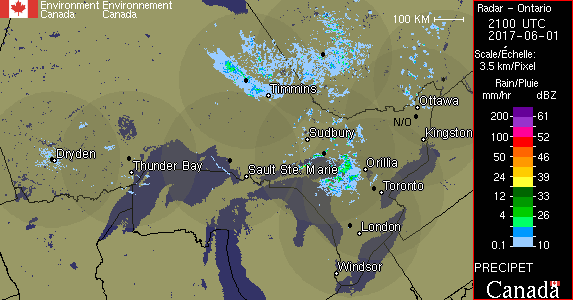 Environment Environnement
Canada Canada
100 KM
Timmins
Ottawa
N/O
Sudbury
Kingston
Dryden
Thunder Bay
Sault Ste. Marie
Orillia
Toronto
London
Windsor
Radar - Ontario
2100 UTC
2017-06-01
Scale/Échelle:
3.5 km/Pixel
Rain/Pluie
mm/hr dBZ
200 61
100 52
50 46
24 39
12 33
4 26
0.1 10
PRECIPET
Canada